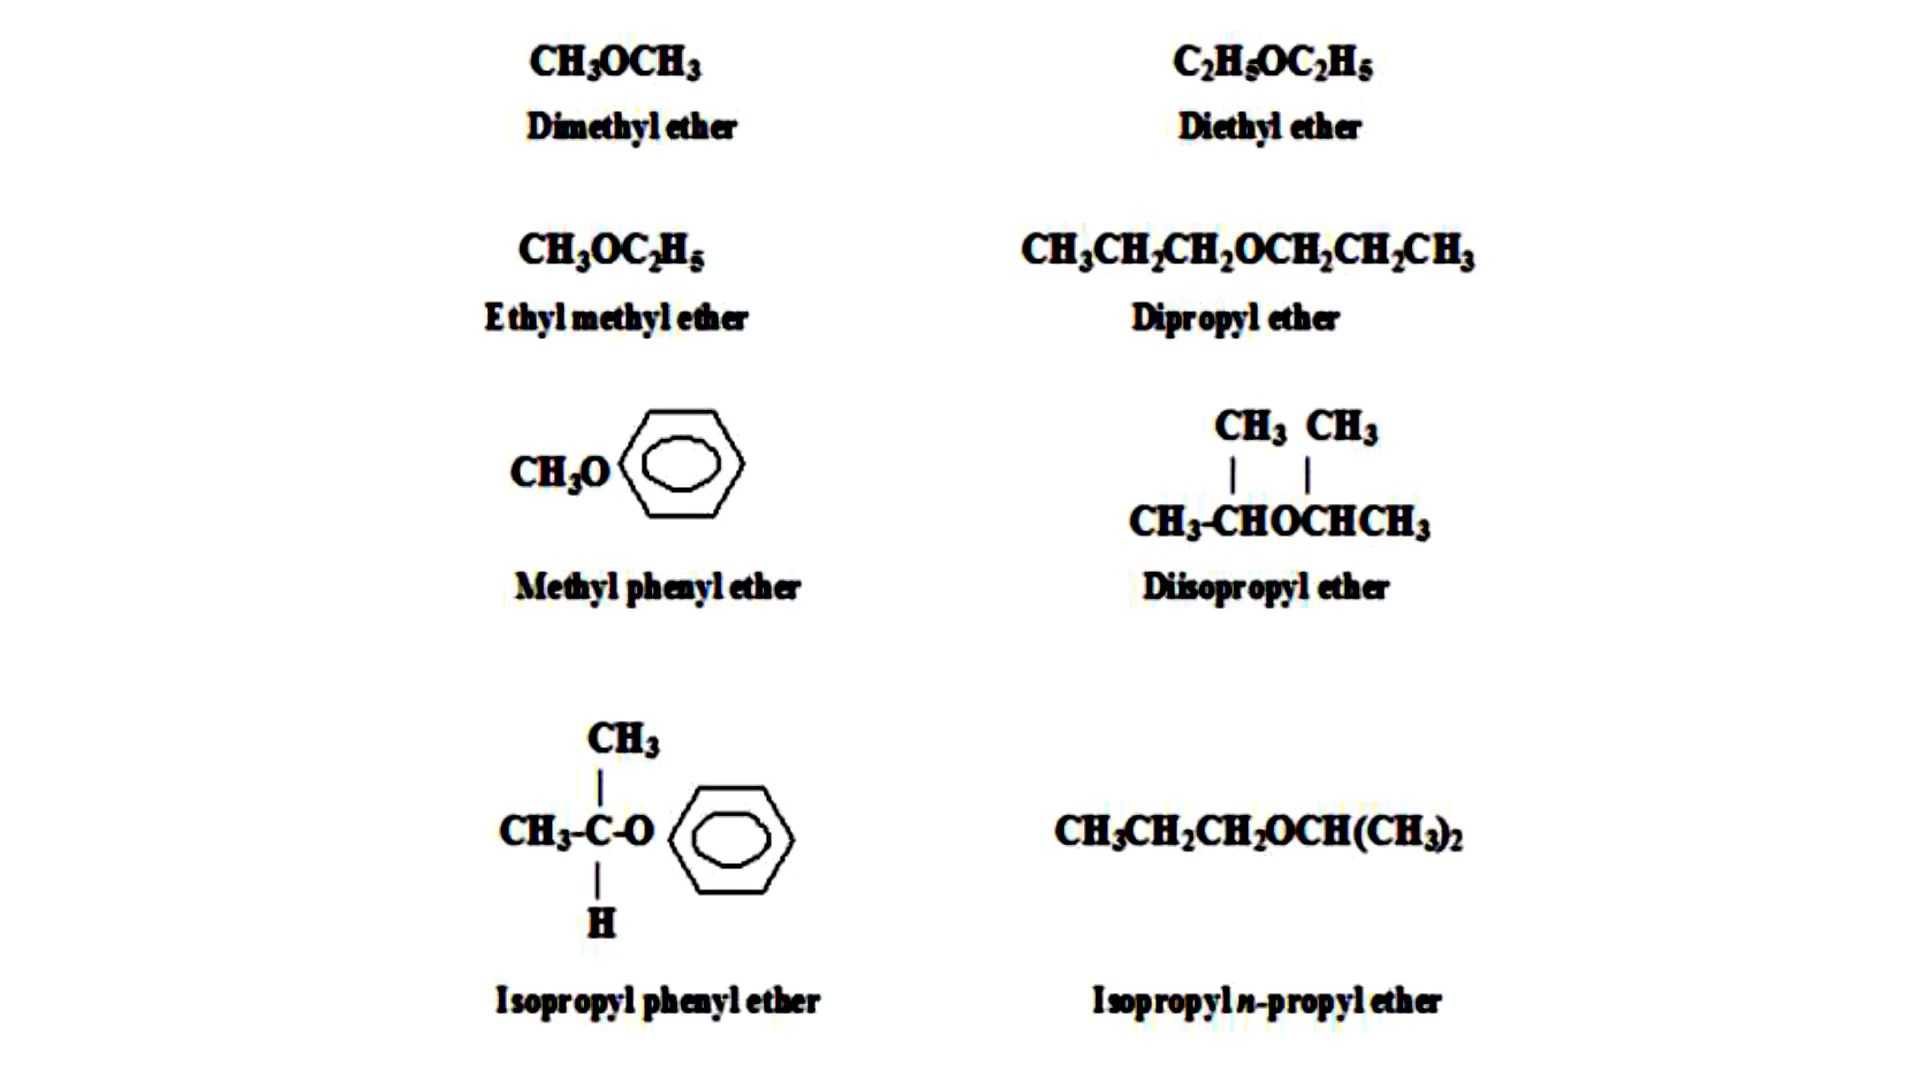 CH₃OCH₃
Dimethyl ether
C₂H₅OC₂H₅
Diethyl ether
CH₃OC₂H₅
Ethyl methyl ether
CH₃CH₂CH₂OCH₂CH₂CH₃
Dipropyl ether
CH₃O
Methyl phenyl ether
CH₃ CH₃
CH₃-CHOCHCH₃
Diisopropyl ether
CH₃
CH₃-C-O
H
Isopropyl phenyl ether
CH₃CH₂CH₂OCH(CH₃)₂
Isopropyl n-propyl ether